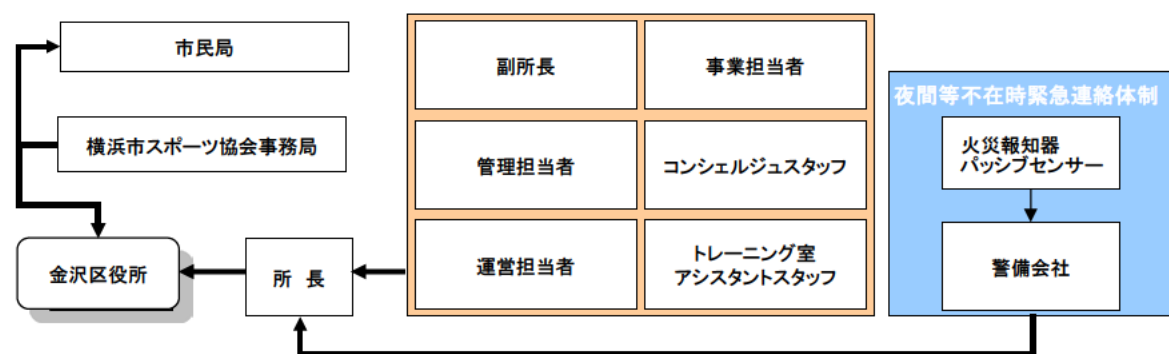 市民局
横浜市スポーツ協会事務局
金沢区役所
所 長
副所長
事業担当者
管理担当者
コンシェルジュスタッフ
運営担当者
トレーニング室
アシスタントスタッフ
夜間等不在時緊急連絡体制
火災報知器
パッシブセンサー
警備会社